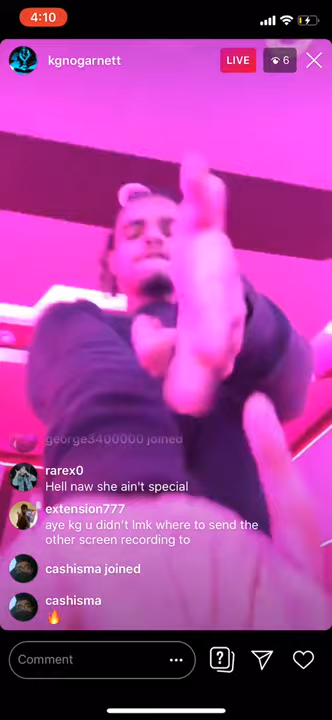 4:10
kgnogarnett
LIVE
6
george3400000 joined
rarex0
Hell naw she ain't special
extension777
aye kg u didn't lmk where to send the
other screen recording to
cashisma joined
cashisma
Comment